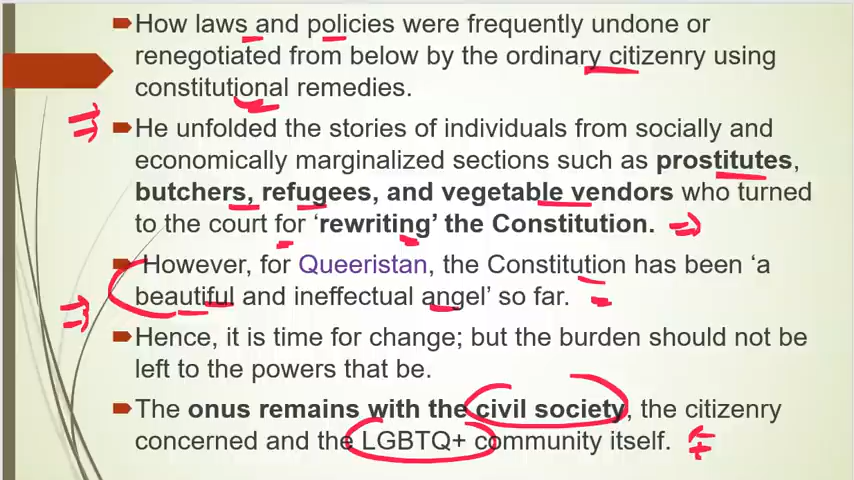 How laws and policies were frequently undone or
renegotiated from below by the ordinary citizenry using
constitutional remedies.
He unfolded the stories of individuals from socially and
economically marginalized sections such as prostitutes,
butchers, refugees, and vegetable vendors who turned
to the court for ‘rewriting’ the Constitution.
However, for Queeristan, the Constitution has been ‘a
beautiful and ineffectual angel’ so far.
Hence, it is time for change; but the burden should not be
left to the powers that be.
The onus remains with the civil society, the citizenry
concerned and the LGBTQ+ community itself.